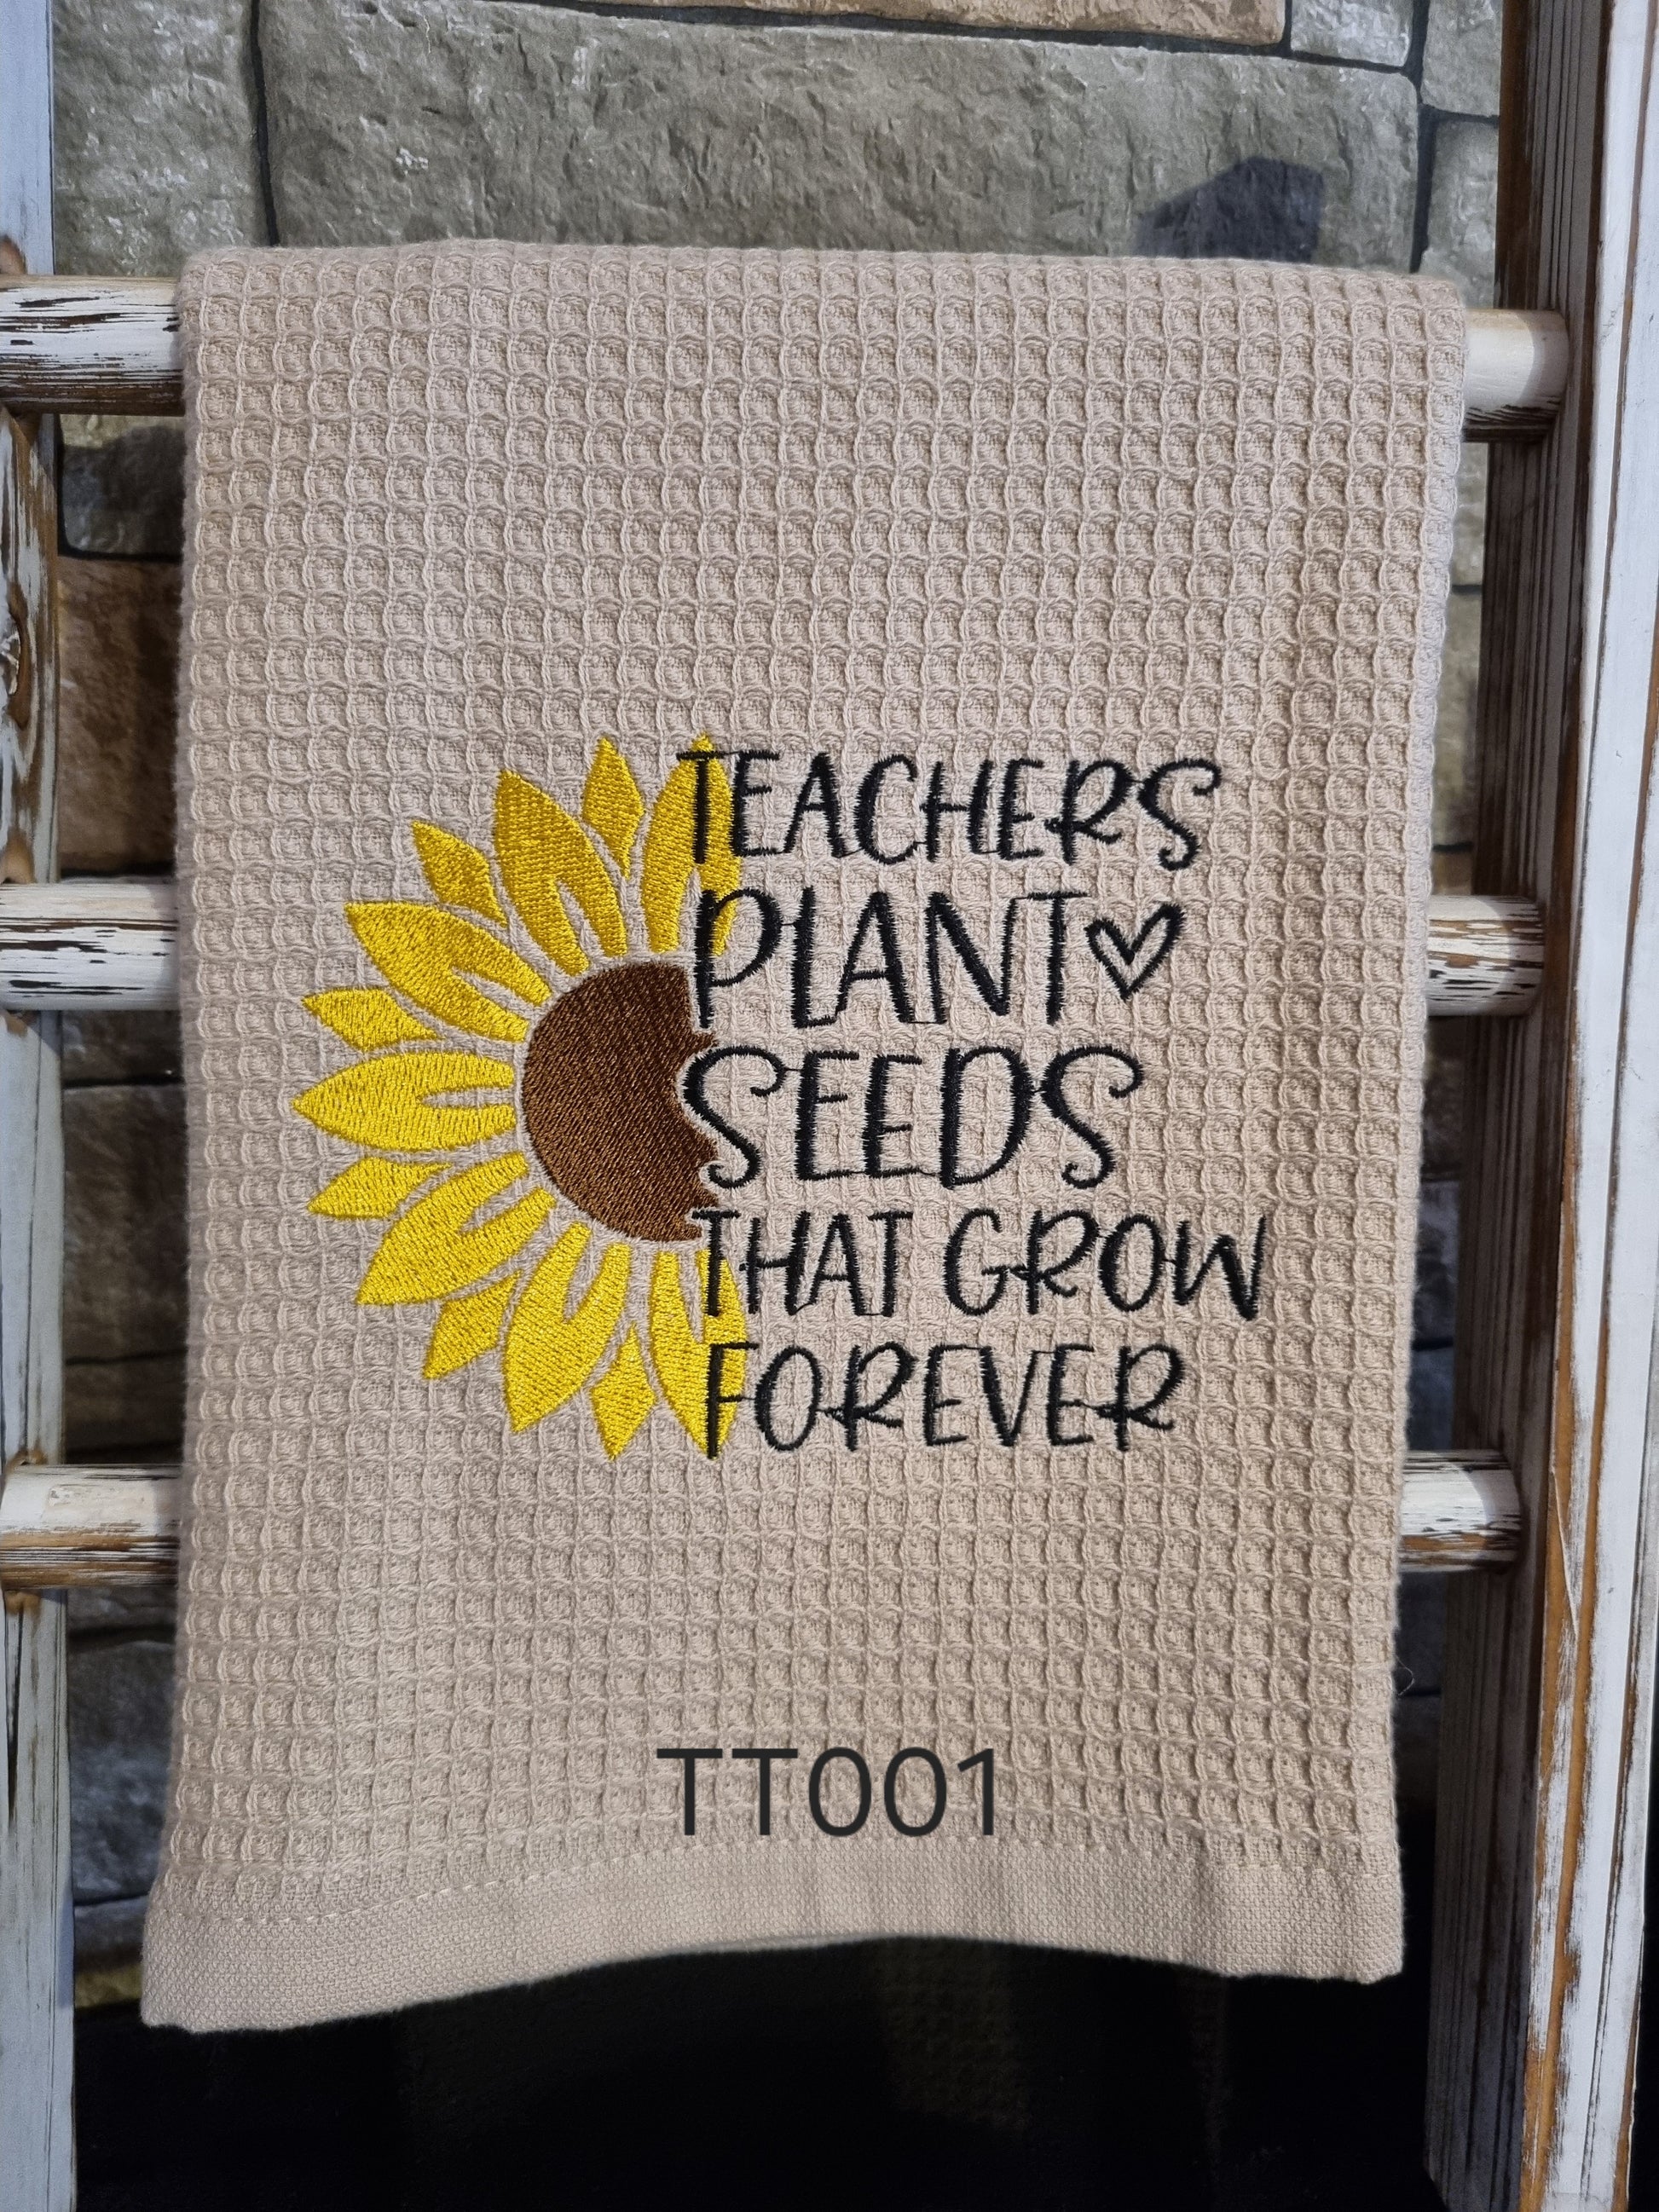 TEACHERS
PLANT
SEEDS
THAT GROW
FOREVER
TT001